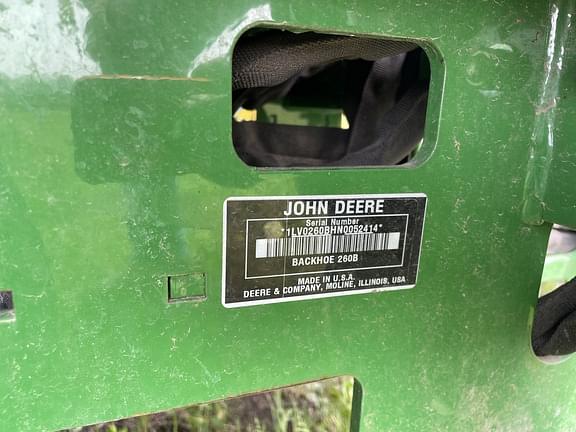 JOHN DEERE
Serial Number
*1LV0260BHN0052414*
BACKHOE 260B
MADE IN U.S.A.
DEERE & COMPANY, MOLINE, ILLINOIS, USA